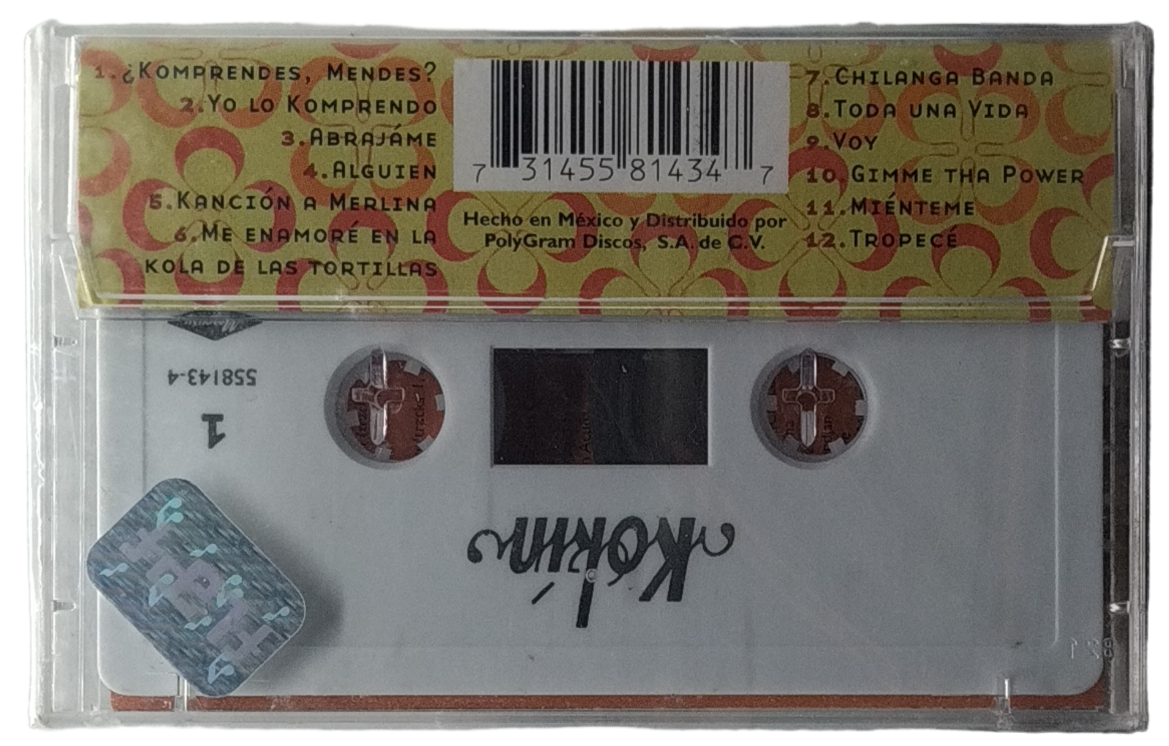 1.¿KOMPRENDES, MENDES?
2.YO LO KOMPRENDO
3.ABRAJÁME
4.ALGUIEN
5.KANCIÓN A MERLINA
6.ME ENAMORÉ EN LA
KOLA DE LAS TORTILLAS
7 31455 81434 7
Hecho en México y Distribuido por
PolyGram Discos, S.A. de C.V.
7.CHILANGA BANDA
8.TODA UNA VIDA
9.VOY
10.GIMME THA POWER
11.MIÉNTEME
12.TROPECÉ
558143-4
1
Kókin